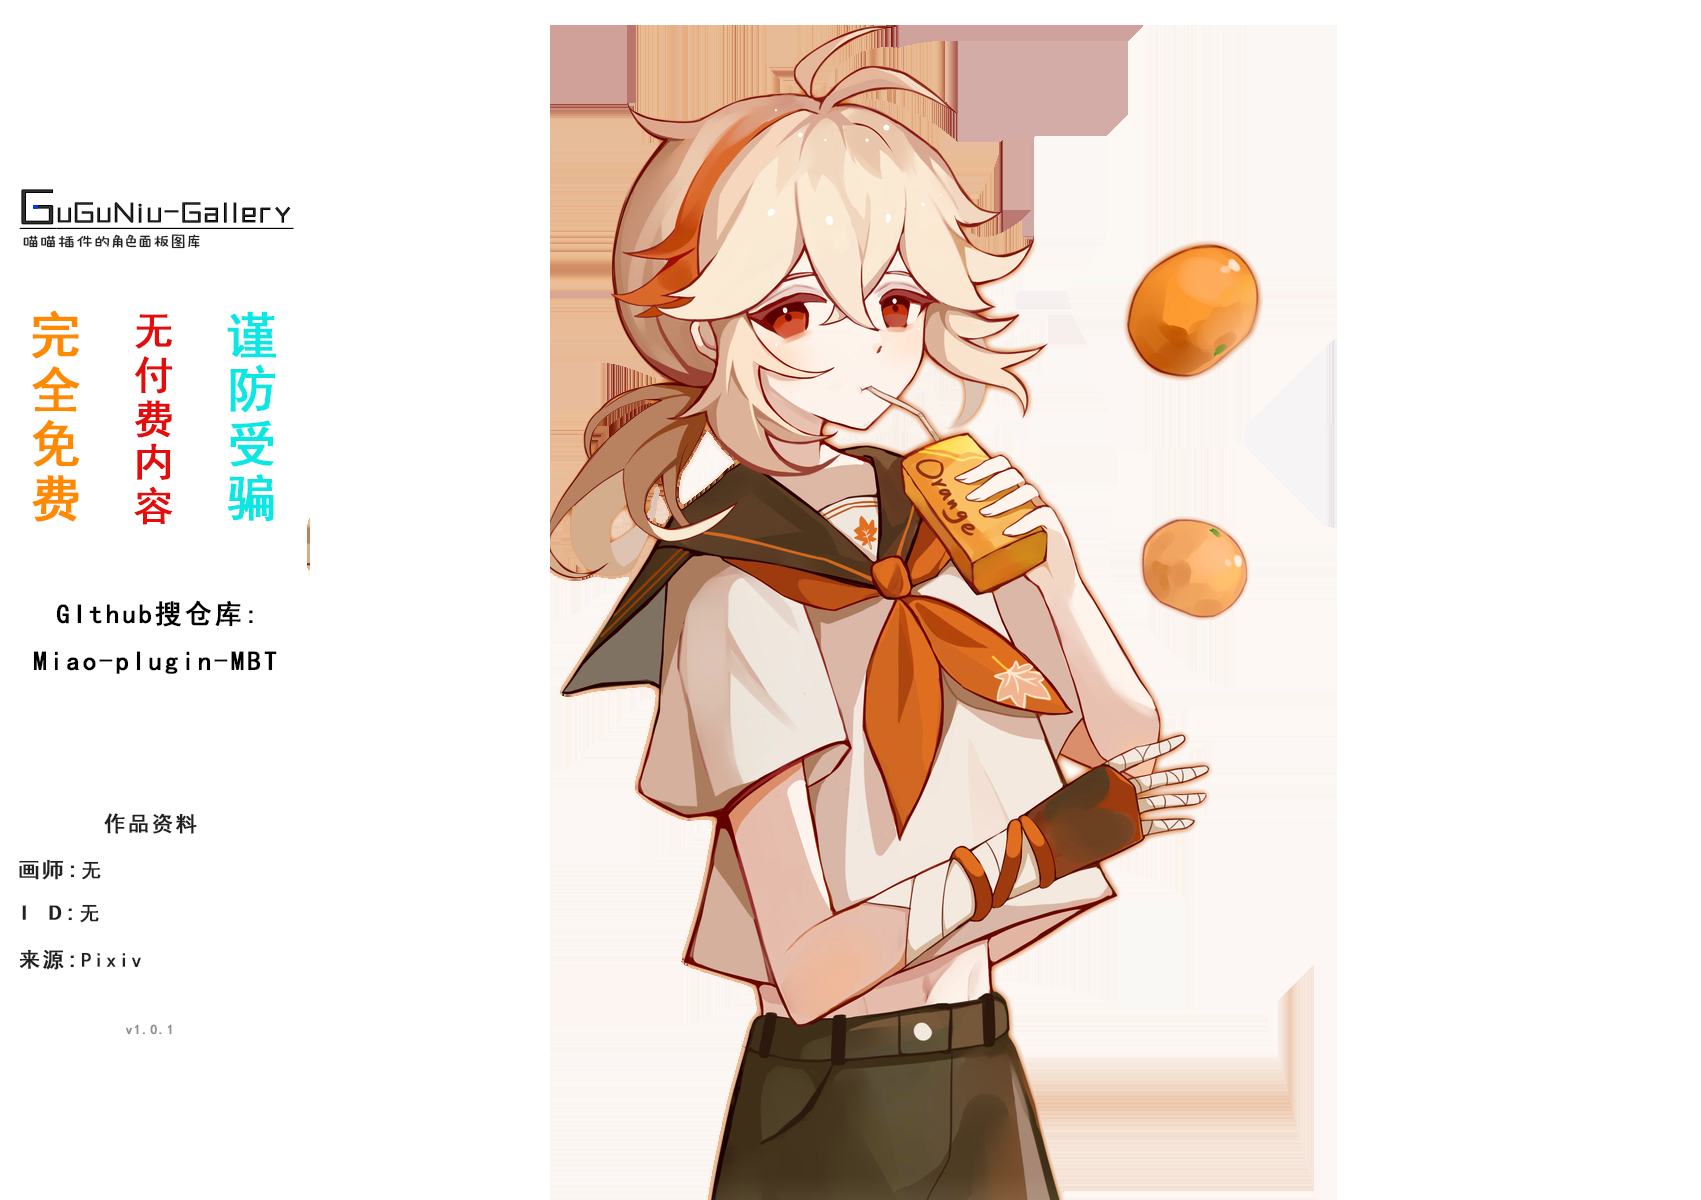 GuGuNiu-Gallery
喵喵插件的角色面板图库
完全免费
无付费内容
谨防受骗
GIthub搜仓库:
Miao-plugin-MBT
作品资料
画师:无
I D:无
来源:Pixiv
v1.0.1
Orange